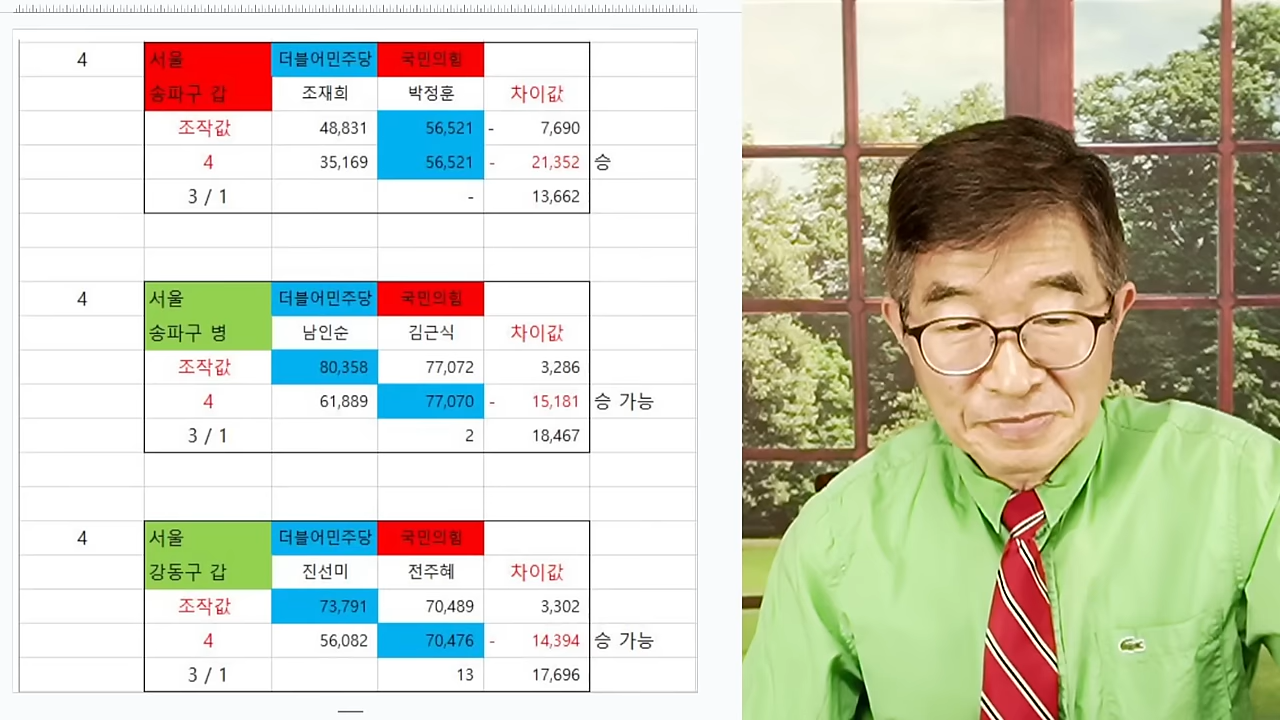 4 서울 더블어민주당 국민의힘
송파구 갑 조재희 박정훈 차이값
조작값 48,831 56,521 - 7,690
4 35,169 56,521 - 21,352 승
3 / 1 - 13,662
4 서울 더블어민주당 국민의힘
송파구 병 남인순 김근식 차이값
조작값 80,358 77,072 3,286
4 61,889 77,070 - 15,181 승 가능
3 / 1 2 18,467
4 서울 더블어민주당 국민의힘
강동구 갑 진선미 전주혜 차이값
조작값 73,791 70,489 3,302
4 56,082 70,476 - 14,394 승 가능
3 / 1 13 17,696